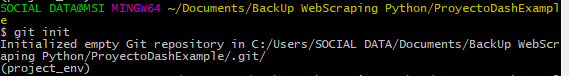 SOCIAL DATA@MSI MINGW64 ~/Documents/BackUp WebScraping Python/ProyectoDashExampl
e
$ git init
Initialized empty Git repository in C:/Users/SOCIAL DATA/Documents/BackUp WebScr
aping Python/ProyectoDashExample/.git/
(project_env)